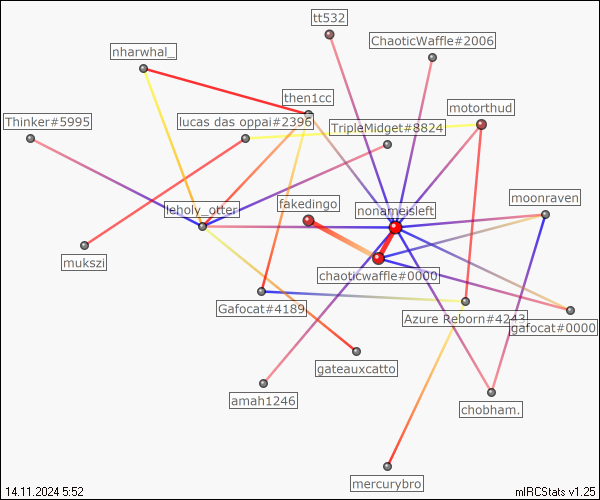 tt532
ChaoticWaffle#2006
nharwhal_
then1cc
motorthud
Thinker#5995
lucas das oppai#2396
TripleMidget#8824
leholy_otter
fakedingo
nonameisleft
moonraven
mukszi
chaoticwaffle#0000
Gafocat#4189
Azure Reborn#4243
gafocat#0000
gateauxcatto
amah1246
chobham.
mercurybro
14.11.2024 5:52
mIRCStats v1.25